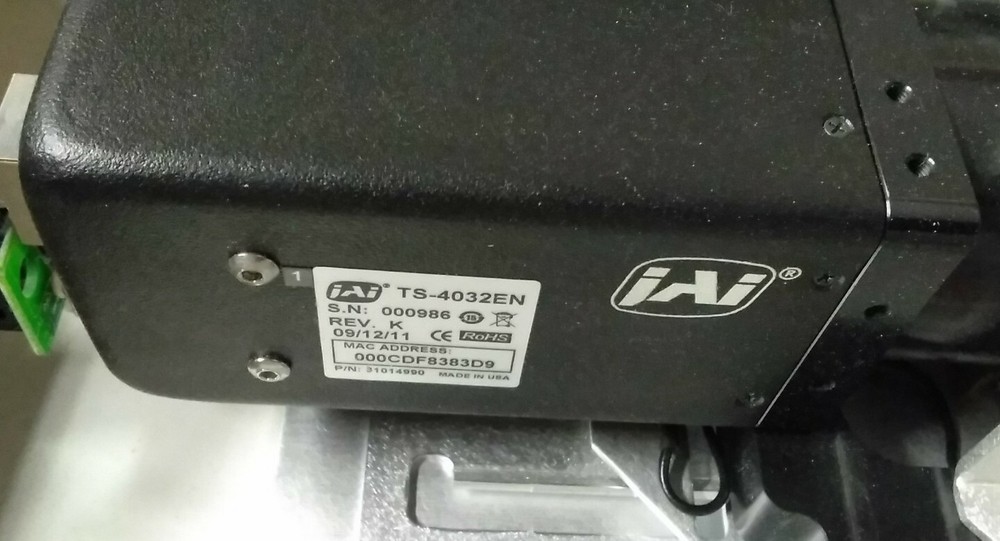 1
JAi® TS-4032EN
S.N: 000986
REV. K
09/12/11 CE RoHS
MAC ADDRESS:
000CDF8383D9
P/N: 31014990 MADE IN USA
JAi®